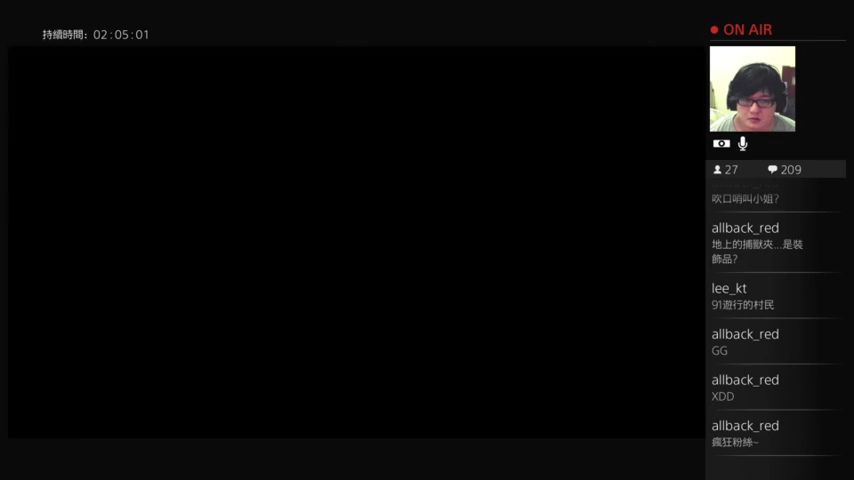 持續時間: 02:05:01
ON AIR
27 209
吹口哨叫小姐?
allback_red
地上的捕獸夾...是裝
飾品?
lee_kt
91遊行的村民
allback_red
GG
allback_red
XDD
allback_red
瘋狂粉絲~